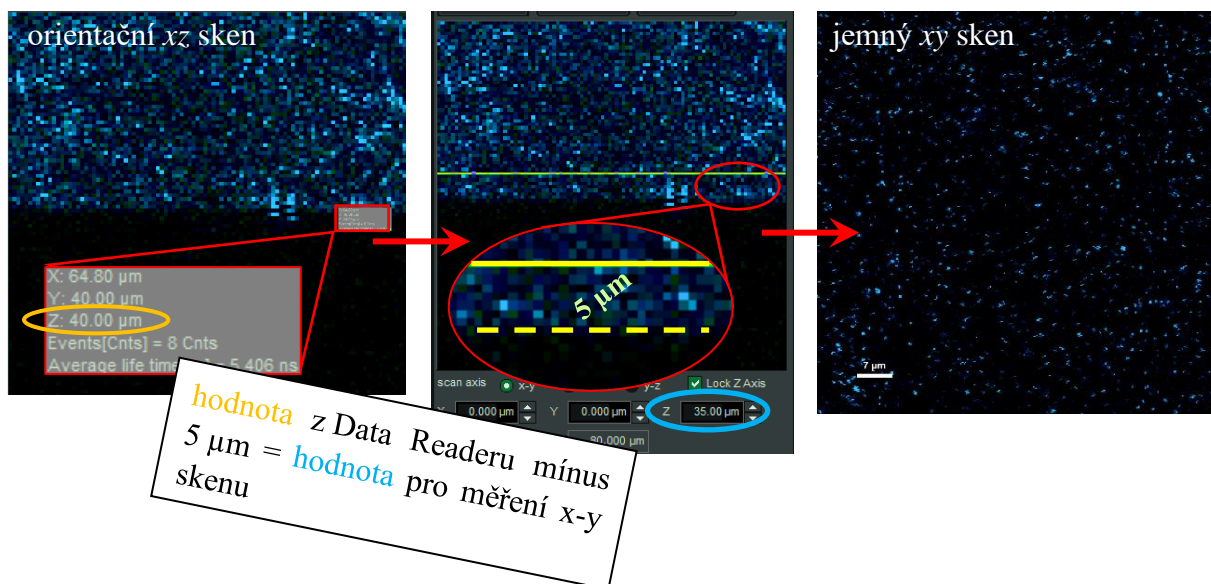 orientační xz sken
X: 64.80 µm
Y: 40.00 µm
Z: 40.00 µm
Events[Cnts] = 8 Cnts
Average life time 5.406 ns
5 µm
scan axis x-y y-z Lock Z Axis
X 0.000 µm Y 0.000 µm Z 35.00 µm
80.000 µm
jemný xy sken
7 µm
hodnota z Data Readeru mínus
5 µm = hodnota pro měření x-y
skenu